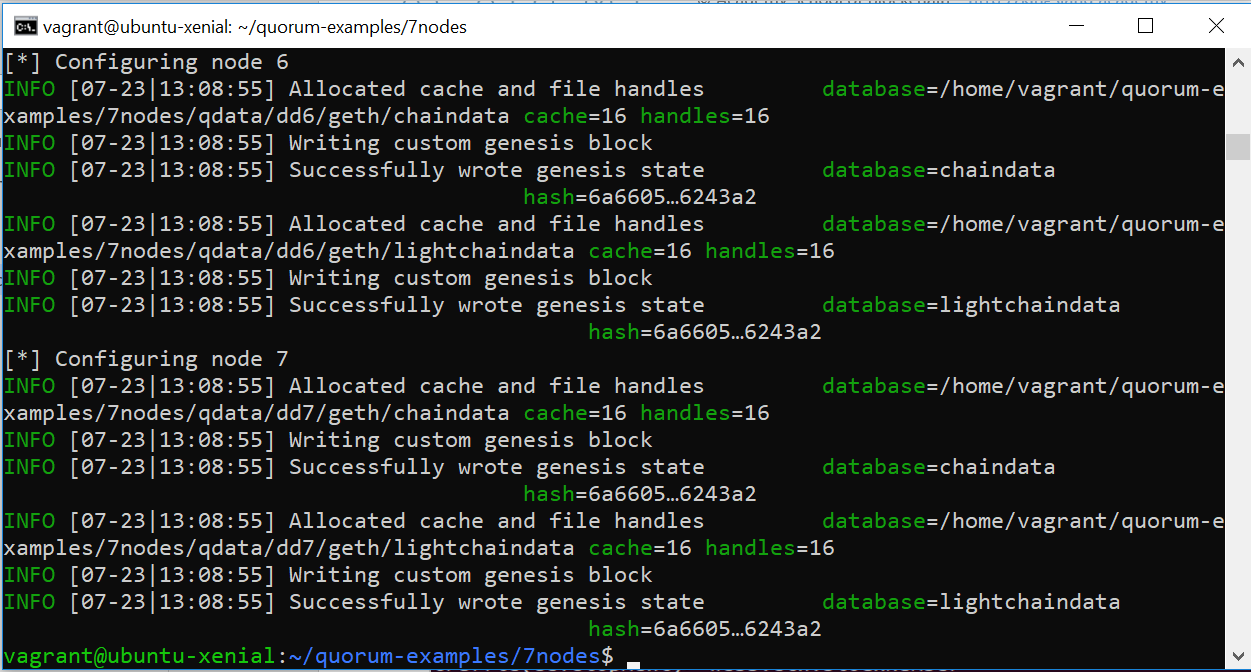 vagrant@ubuntu-xenial: ~/quorum-examples/7nodes
[*] Configuring node 6
INFO [07-23|13:08:55] Allocated cache and file handles         database=/home/vagrant/quorum-e
xamples/7nodes/qdata/dd6/geth/chaindata cache=16 handles=16
INFO [07-23|13:08:55] Writing custom genesis block
INFO [07-23|13:08:55] Successfully wrote genesis state         database=chaindata
                                        hash=6a6605…6243a2
INFO [07-23|13:08:55] Allocated cache and file handles         database=/home/vagrant/quorum-e
xamples/7nodes/qdata/dd6/geth/lightchaindata cache=16 handles=16
INFO [07-23|13:08:55] Writing custom genesis block
INFO [07-23|13:08:55] Successfully wrote genesis state         database=lightchaindata
                                             hash=6a6605…6243a2
[*] Configuring node 7
INFO [07-23|13:08:55] Allocated cache and file handles         database=/home/vagrant/quorum-e
xamples/7nodes/qdata/dd7/geth/chaindata cache=16 handles=16
INFO [07-23|13:08:55] Writing custom genesis block
INFO [07-23|13:08:55] Successfully wrote genesis state         database=chaindata
                                        hash=6a6605…6243a2
INFO [07-23|13:08:55] Allocated cache and file handles         database=/home/vagrant/quorum-e
xamples/7nodes/qdata/dd7/geth/lightchaindata cache=16 handles=16
INFO [07-23|13:08:55] Writing custom genesis block
INFO [07-23|13:08:55] Successfully wrote genesis state         database=lightchaindata
                                             hash=6a6605…6243a2
vagrant@ubuntu-xenial:~/quorum-examples/7nodes$